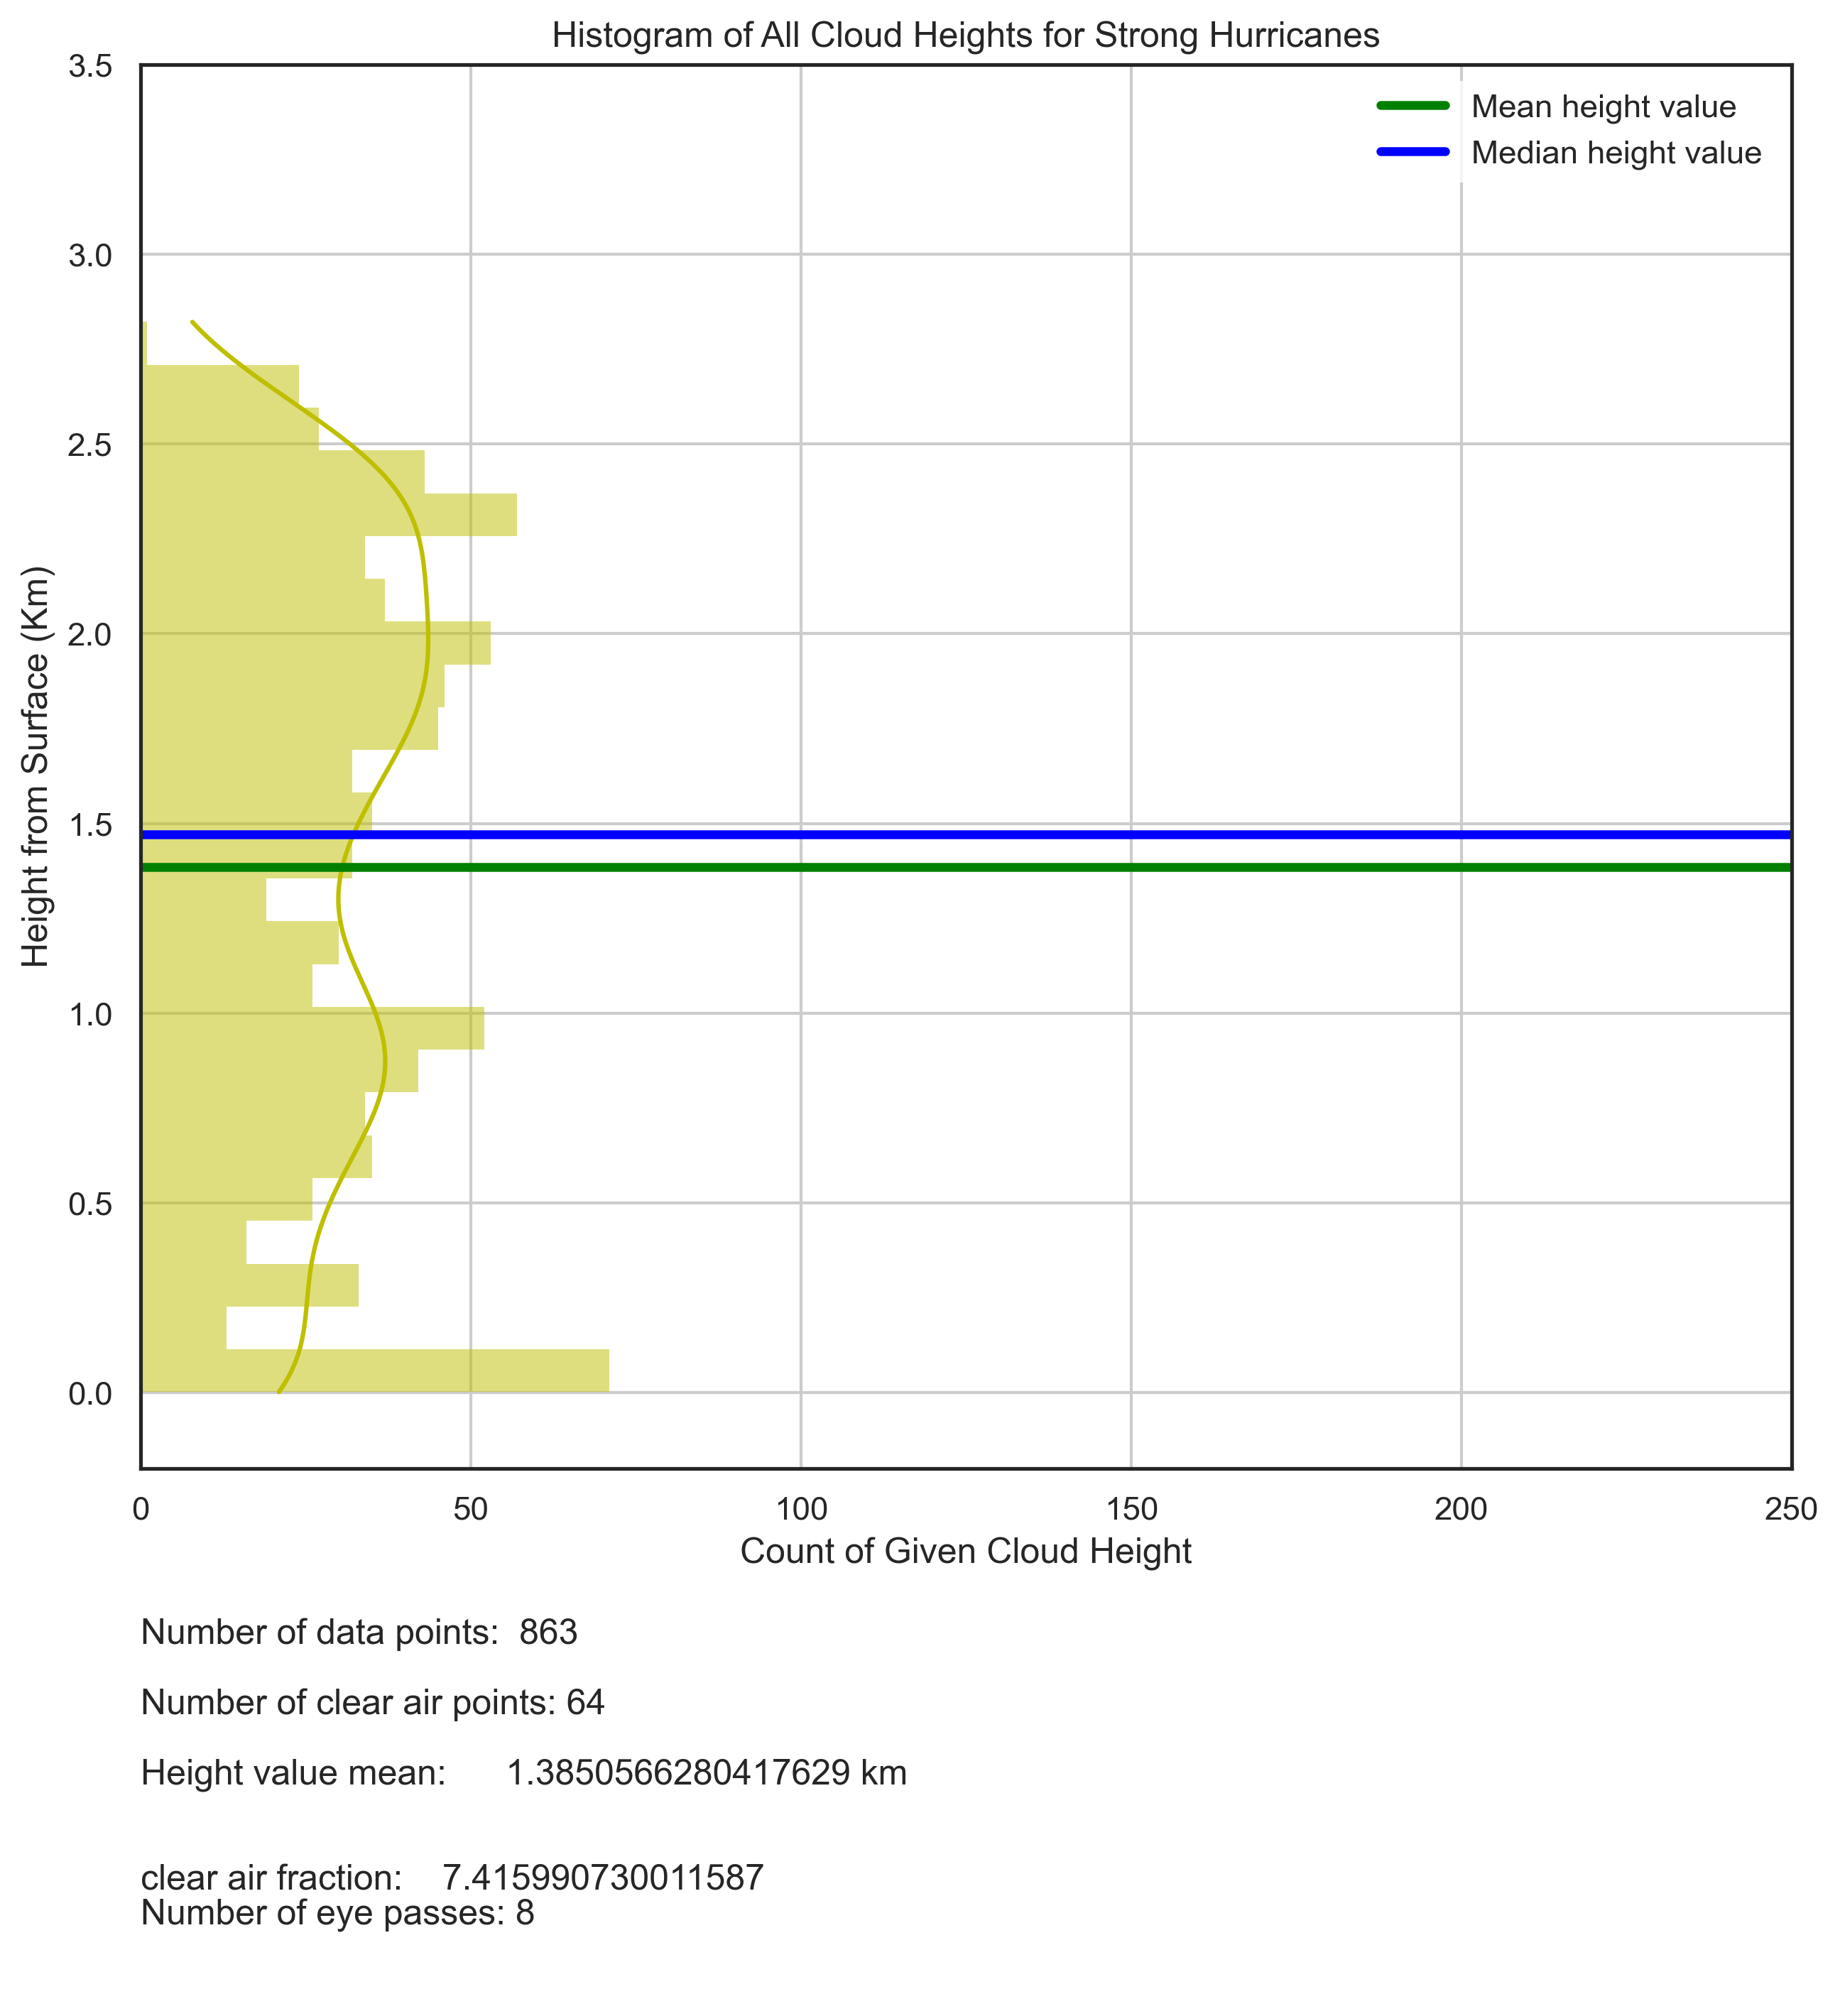 Histogram of All Cloud Heights for Strong Hurricanes
3.5
3.0
2.5
2.0
1.5
1.0
0.5
0.0
Height from Surface (Km)
Mean height value
Median height value
0 50 100 150 200 250
Count of Given Cloud Height
Number of data points: 863
Number of clear air points: 64
Height value mean: 1.3850566280417629 km
clear air fraction: 7.415990730011587
Number of eye passes: 8